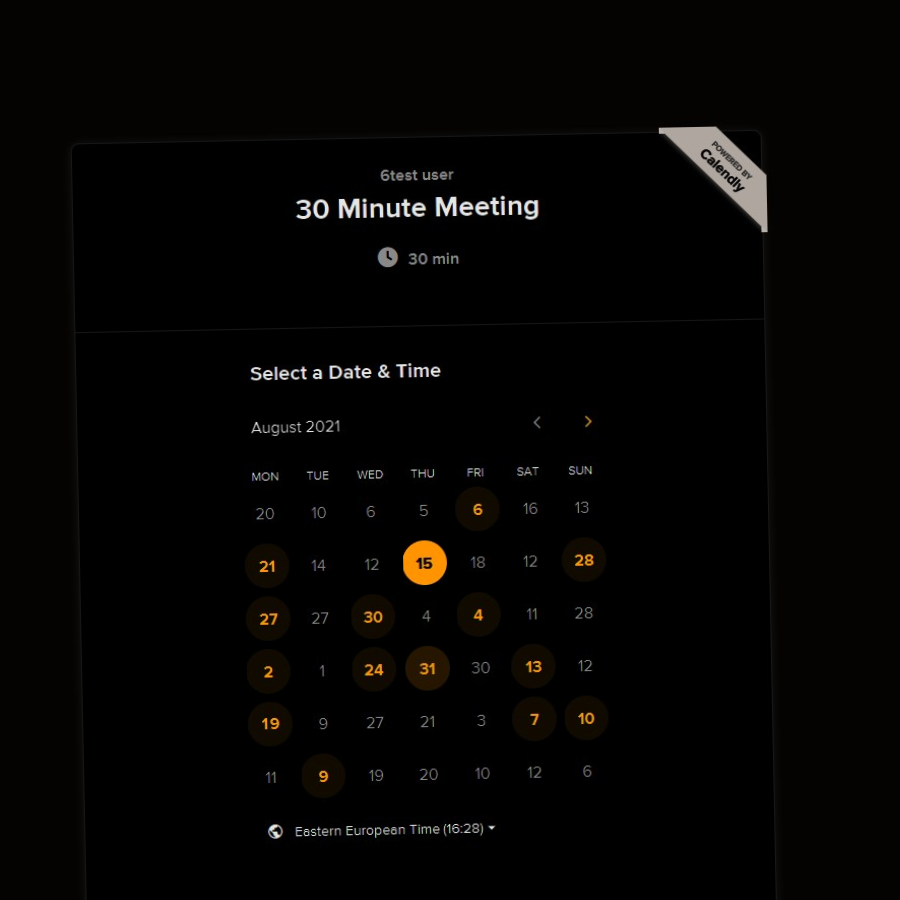 POWERED BY
Calendly
6test user
30 Minute Meeting
30 min
Select a Date & Time
August 2021
MON TUE WED THU FRI SAT SUN
20 10 6 5 6 16 13
21 14 12 15 18 12 28
27 27 30 4 4 11 28
2 1 24 31 30 13 12
19 9 27 21 3 7 10
11 9 19 20 10 12 6
Eastern European Time (16:28)